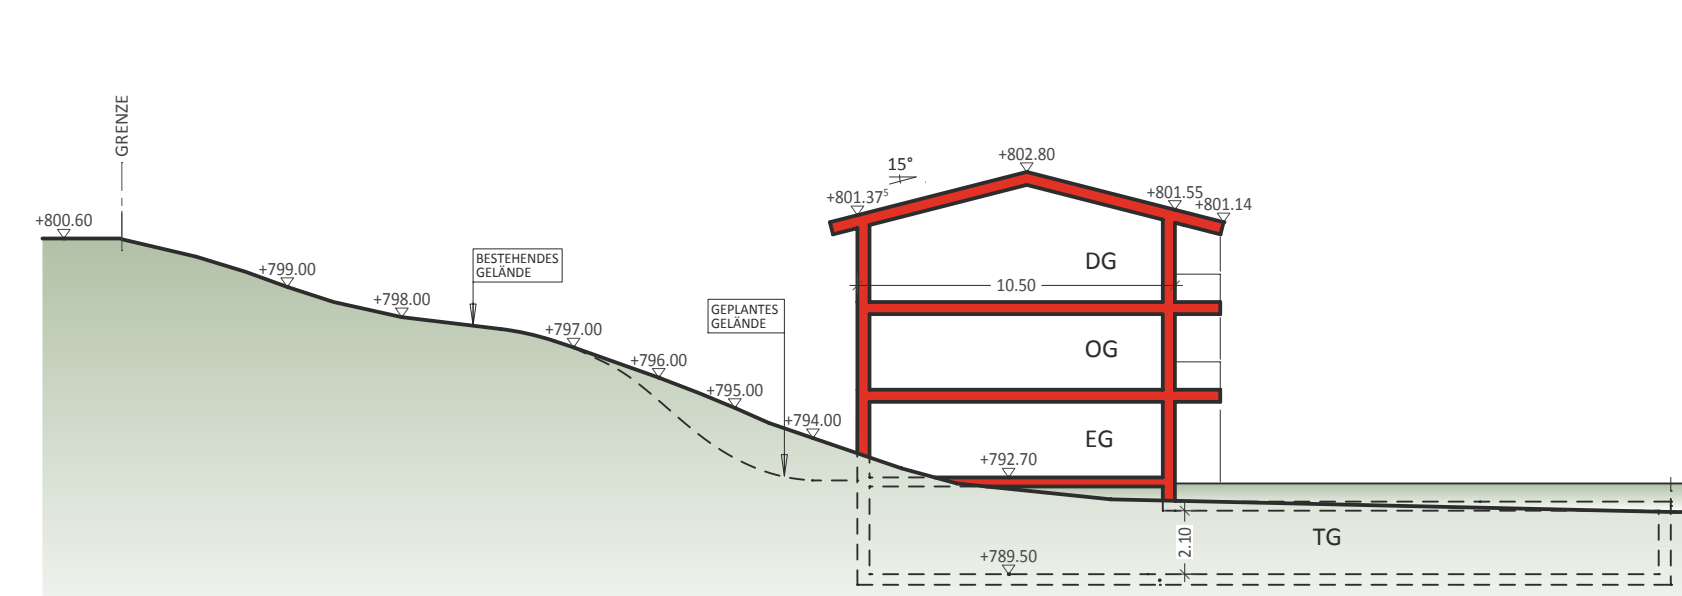 GRENZE
+800.60
+799.00
+798.00
BESTEHENDES
GELÄNDE
+797.00
+796.00
+795.00
GEPLANTES
GELÄNDE
+794.00
15°
+802.80
+801.37⁵
+801.55
+801.14
DG
10.50
OG
EG
+792.70
2.10
TG
+789.50